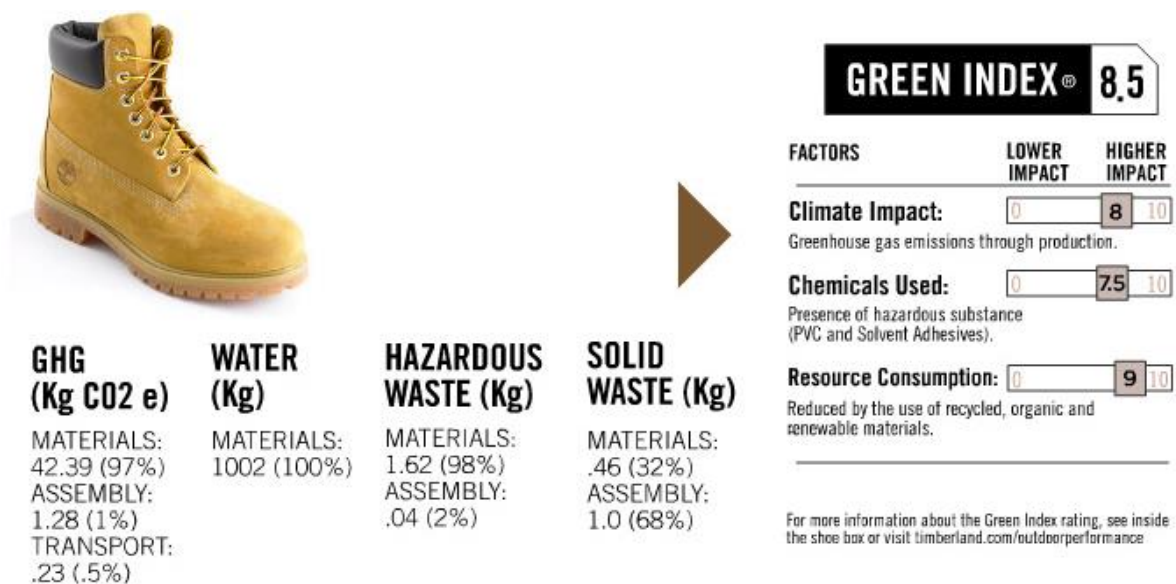 GREEN INDEX® 8.5
FACTORS
LOWER IMPACT
HIGHER IMPACT
Climate Impact: 0 8 10
Greenhouse gas emissions through production.
Chemicals Used: 0 7.5 10
Presence of hazardous substance
(PVC and Solvent Adhesives).
Resource Consumption: 0 9 10
Reduced by the use of recycled, organic and
renewable materials.
For more information about the Green Index rating, see inside
the shoe box or visit timberland.com/outdoorperformance
GHG
(Kg CO2 e)
MATERIALS:
42.39 (97%)
ASSEMBLY:
1.28 (1%)
TRANSPORT:
.23 (.5%)
WATER
(Kg)
MATERIALS:
1002 (100%)
HAZARDOUS
WASTE (Kg)
MATERIALS:
1.62 (98%)
ASSEMBLY:
.04 (2%)
SOLID
WASTE (Kg)
MATERIALS:
.46 (32%)
ASSEMBLY:
1.0 (68%)